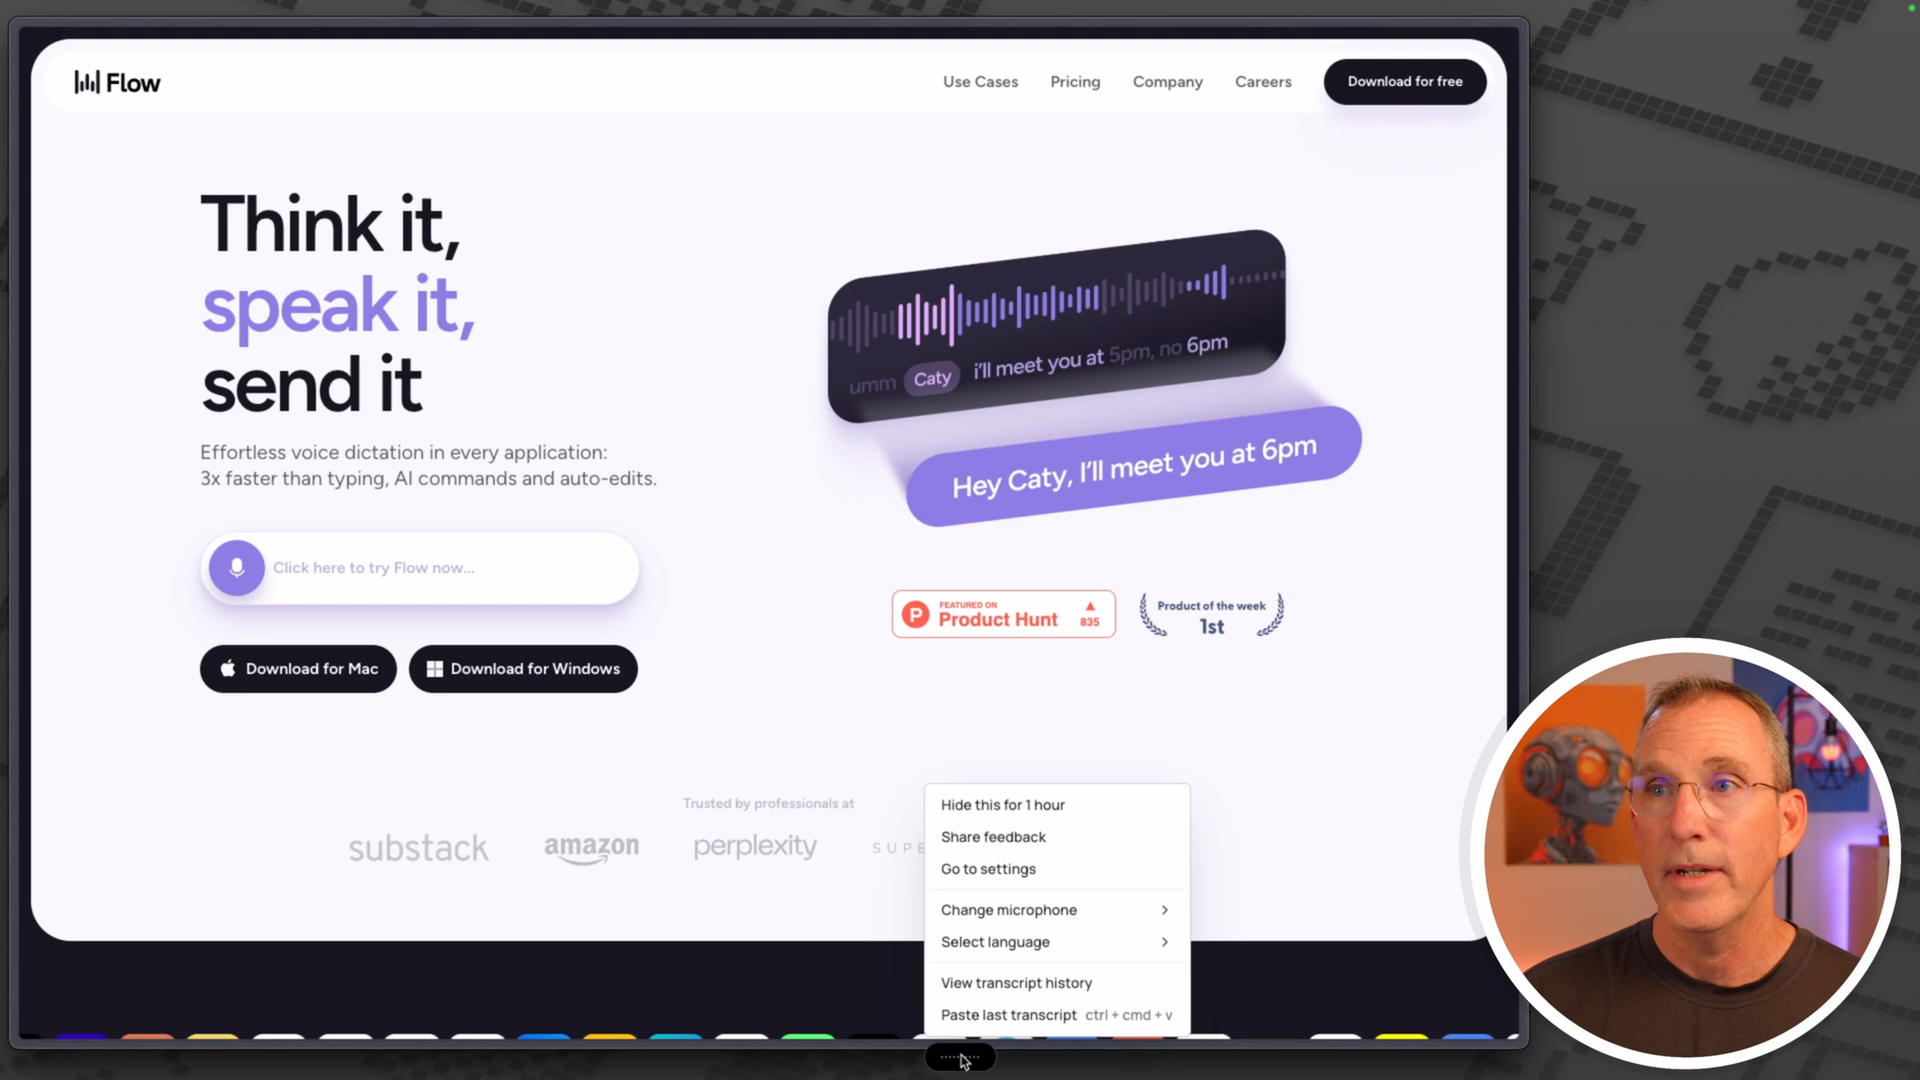 Flow
Use Cases
Pricing
Company
Careers
Download for free
Think it,
speak it,
send it
Effortless voice dictation in every application:
3x faster than typing, AI commands and auto-edits.
Click here to try Flow now...
Download for Mac
Download for Windows
umm Caty i'll meet you at 5pm, no 6pm
Hey Caty, I'll meet you at 6pm
P
FEATURED ON
Product Hunt
835
Product of the week
1st
Trusted by professionals at
substack
amazon
perplexity
SUPE
Hide this for 1 hour
Share feedback
Go to settings
Change microphone
Select language
View transcript history
Paste last transcript ctrl + cmd + v